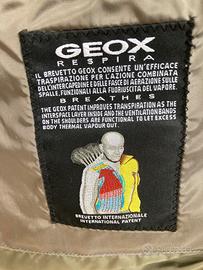 GEOX
RESPIRA
IL BREVETTO GEOX CONSENTE UN'EFFICACE
TRASPIRAZIONE PER L'AZIONE COMBINATA
DELL'INTERCAPEDINE E DELLE FASCE DI AERAZIONE SULLE
SPALLE, FUNZIONALI ALLA FUORIUSCITA DEL VAPORE.
BREATHES
THE GEOX PATENT IMPROVES TRANSPIRATION AS THE
INTERSPACE LAYER INSIDE AND THE VENTILATION BANDS
ON THE SHOULDERS ARE FUNCTIONAL TO LET EXCESS
BODY THERMAL VAPOUR OUT.
BREVETTO INTERNAZIONALE
INTERNATIONAL PATENT
subito